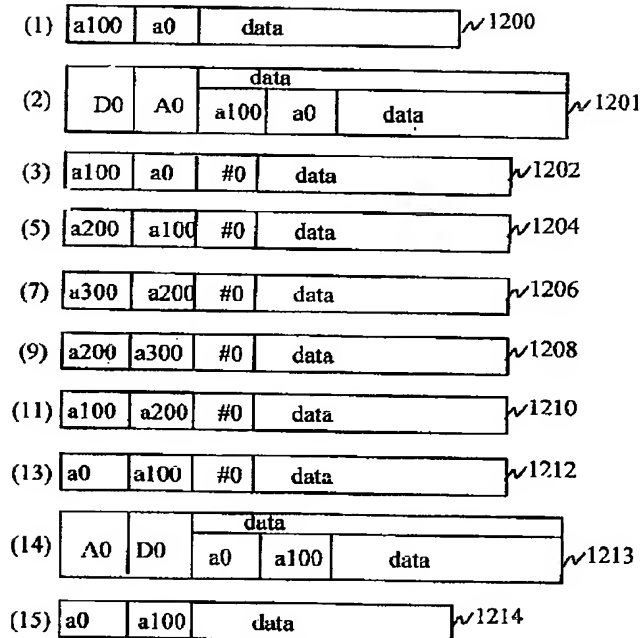 (1) a100 a0 data 1200
data
(2) D0 A0 a100 a0 data 1201
(3) a100 a0 #0 data 1202
(5) a200 a100 #0 data 1204
(7) a300 a200 #0 data 1206
(9) a200 a300 #0 data 1208
(11) a100 a200 #0 data 1210
(13) a0 a100 #0 data 1212
data
(14) A0 D0 a0 a100 data 1213
(15) a0 a100 data 1214